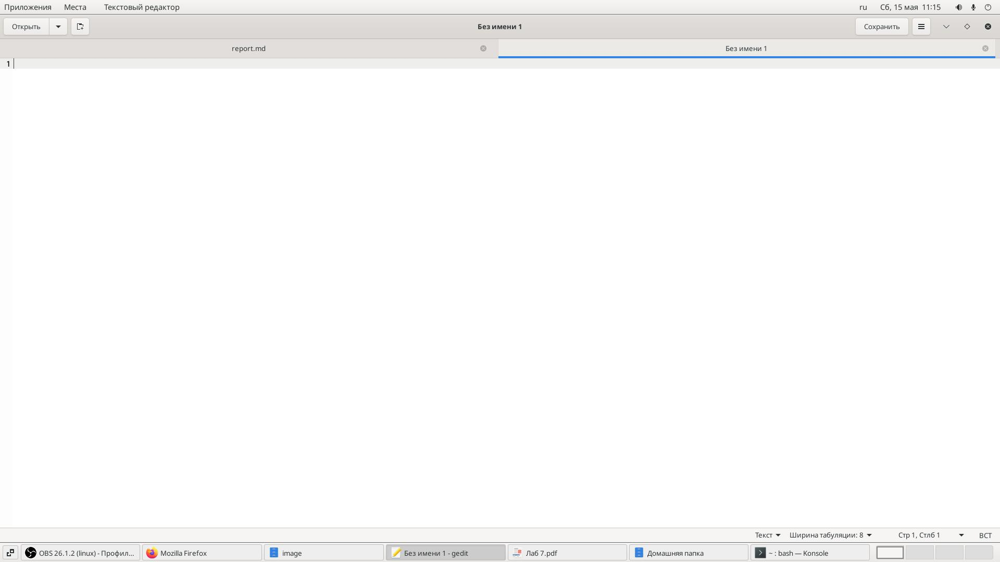 Приложения Места Текстовый редактор ru Сб, 15 мая 11:15
Открыть Без имени 1 Сохранить
report.md Без имени 1
1
Текст Ширина табуляции: 8 Стр 1, Стлб 1 ВСТ
OBS 26.1.2 (linux) - Профил... Mozilla Firefox image Без имени 1 - gedit Лаб 7.pdf Домашняя папка ~ : bash — Konsole